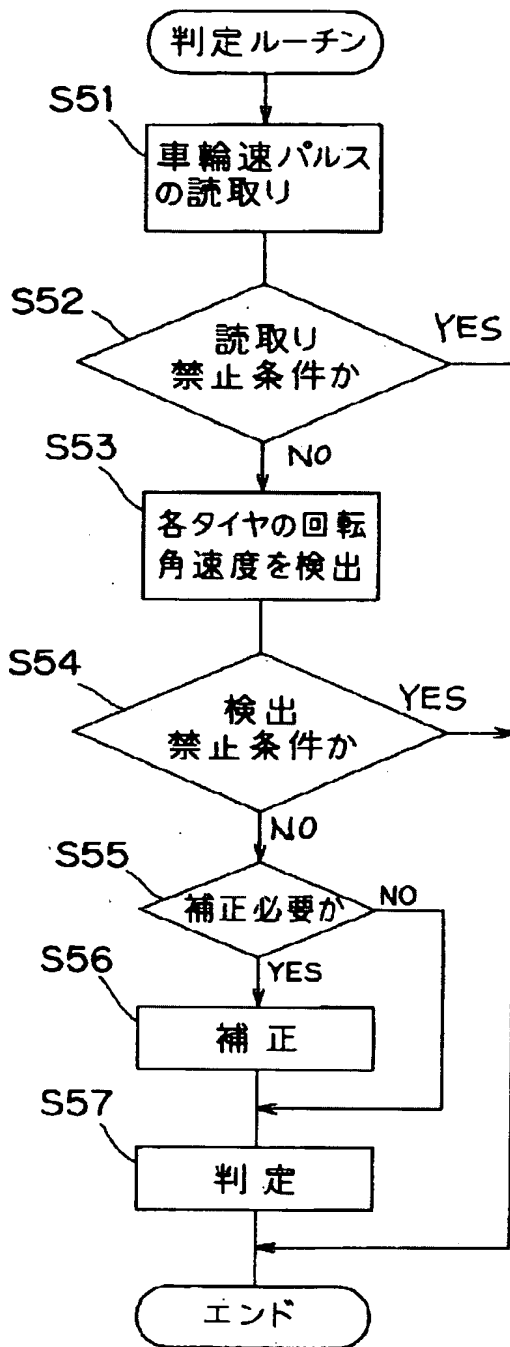 判定ルーチン
S51
車輪速パルス
の読取り
S52
読取り
禁止条件か
YES
NO
S53
各タイヤの回転
角速度を検出
S54
検出
禁止条件か
YES
NO
S55
補正必要か
NO
YES
S56
補正
S57
判定
エンド